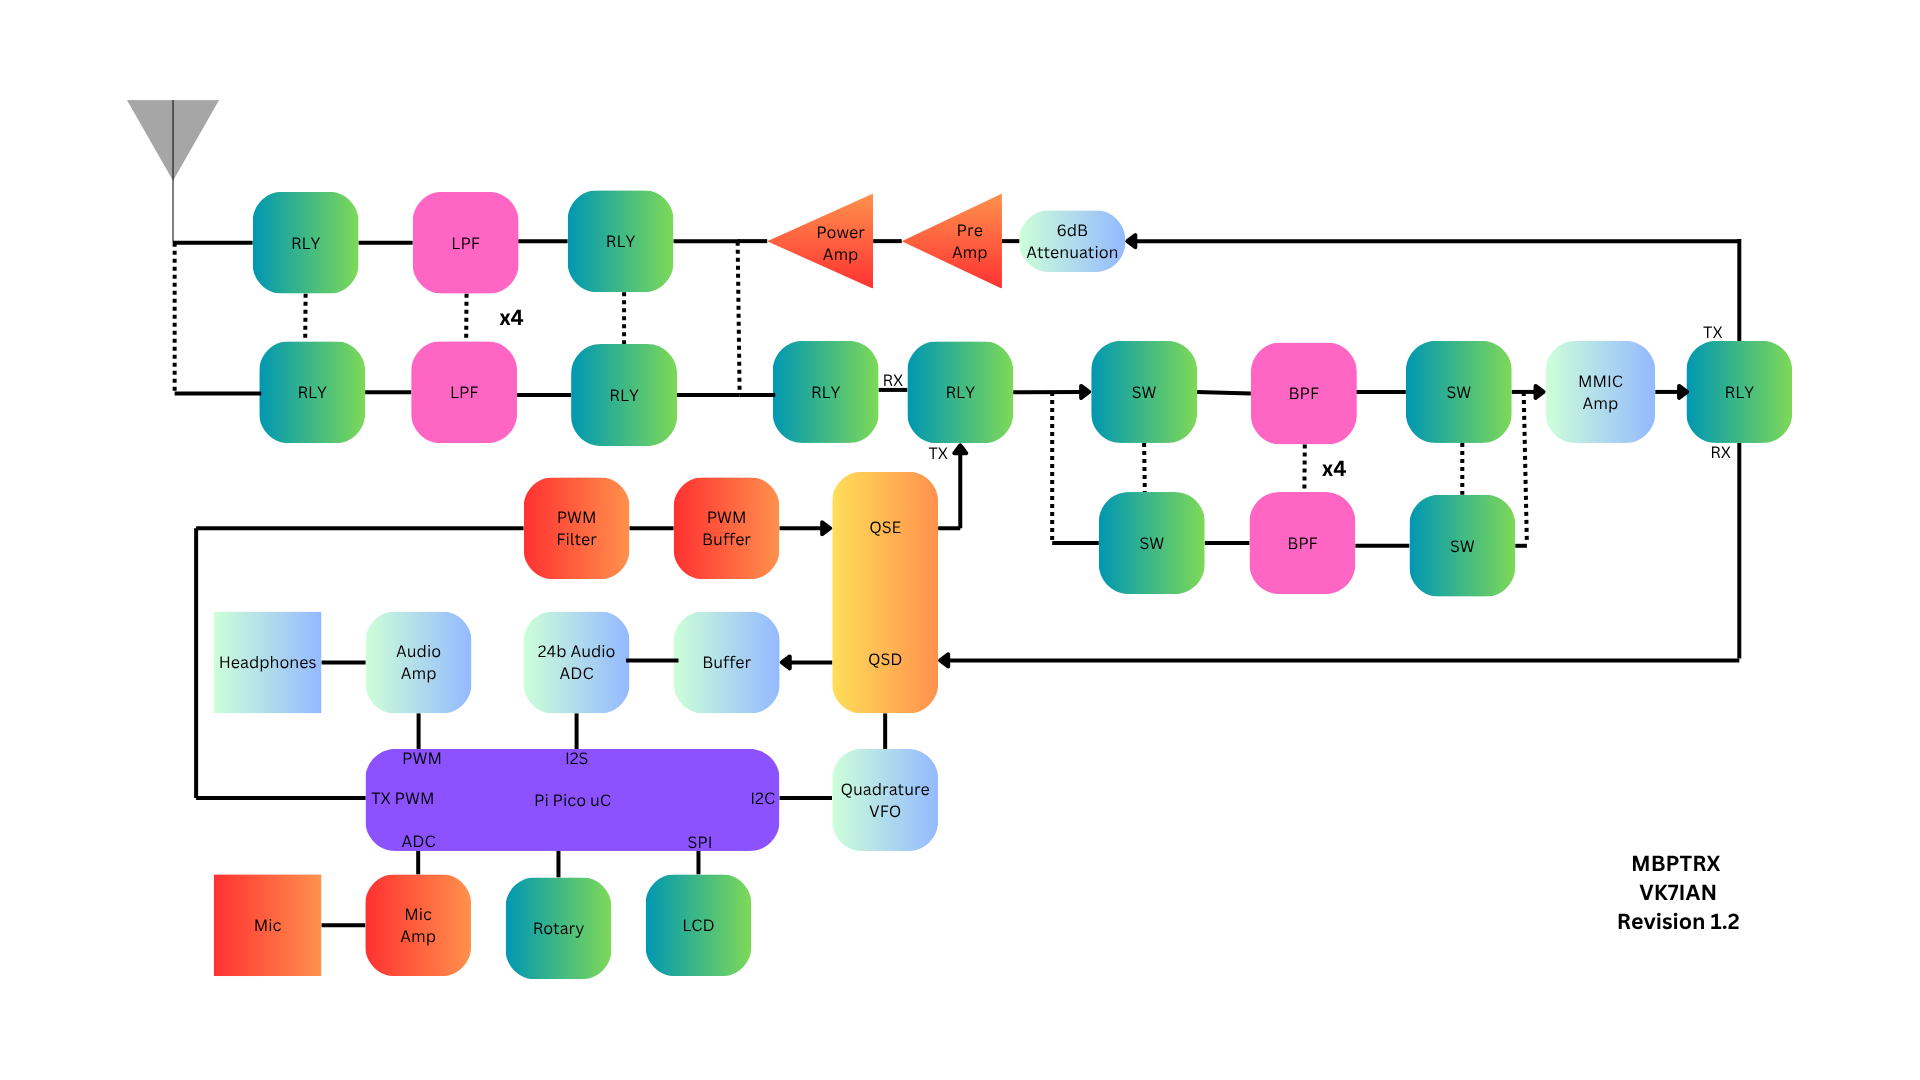 RLY
LPF
RLY
Power
Amp
Pre
Amp
6dB
Attenuation
x4
TX
RLY
LPF
RLY
RLY
RX
RLY
SW
BPF
SW
MMIC
Amp
RLY
TX
RX
x4
PWM
Filter
PWM
Buffer
QSE
SW
BPF
SW
Headphones
Audio
Amp
24b Audio
ADC
Buffer
QSD
PWM
I2S
TX PWM
Pi Pico uC
I2C
Quadrature
VFO
ADC
SPI
Mic
Mic
Amp
Rotary
LCD
MBPTRX
VK7IAN
Revision 1.2